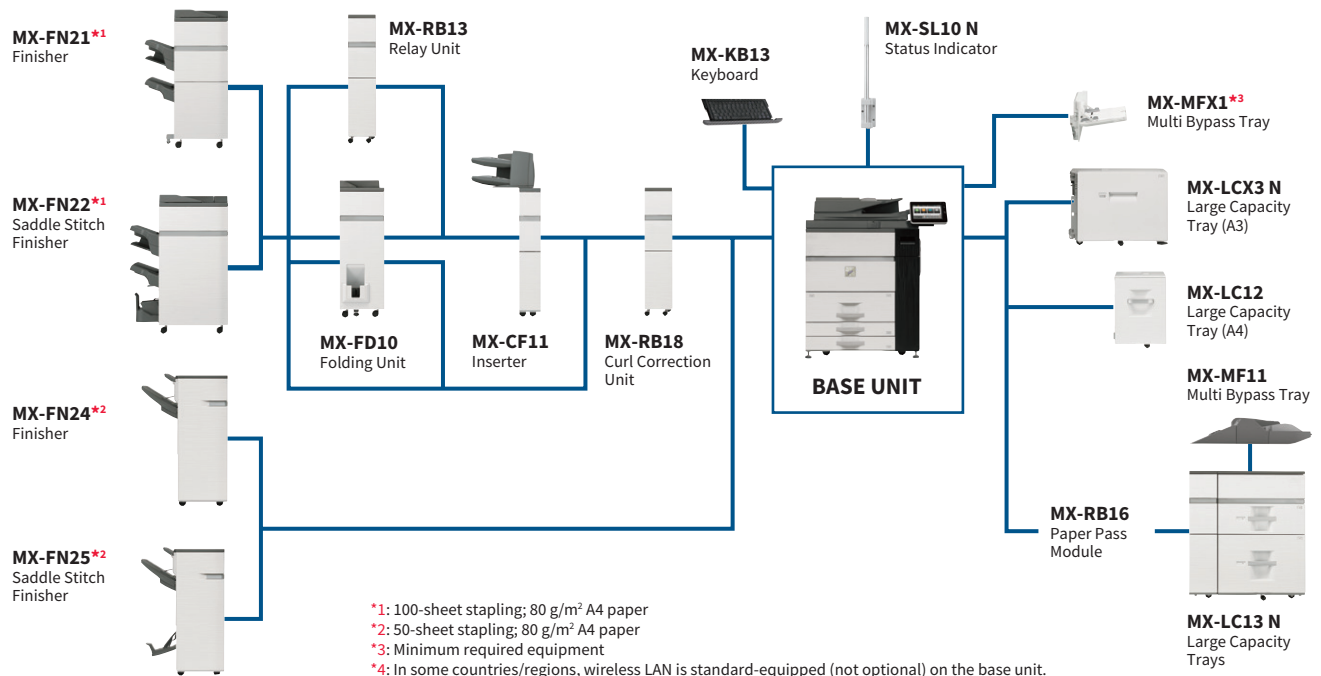 MX-FN21*1
Finisher
MX-RB13
Relay Unit
MX-KB13
Keyboard
MX-SL10 N
Status Indicator
MX-MFX1*3
Multi Bypass Tray
MX-FN22*1
Saddle Stitch
Finisher
MX-LCX3 N
Large Capacity
Tray (A3)
MX-LC12
Large Capacity
Tray (A4)
MX-FD10
Folding Unit
MX-CF11
Inserter
MX-RB18
Curl Correction
Unit
BASE UNIT
MX-MF11
Multi Bypass Tray
MX-FN24*2
Finisher
MX-RB16
Paper Pass
Module
MX-FN25*2
Saddle Stitch
Finisher
MX-LC13 N
Large Capacity
Trays
*1: 100-sheet stapling; 80 g/m² A4 paper
*2: 50-sheet stapling; 80 g/m² A4 paper
*3: Minimum required equipment
*4: In some countries/regions, wireless LAN is standard-equipped (not optional) on the base unit.